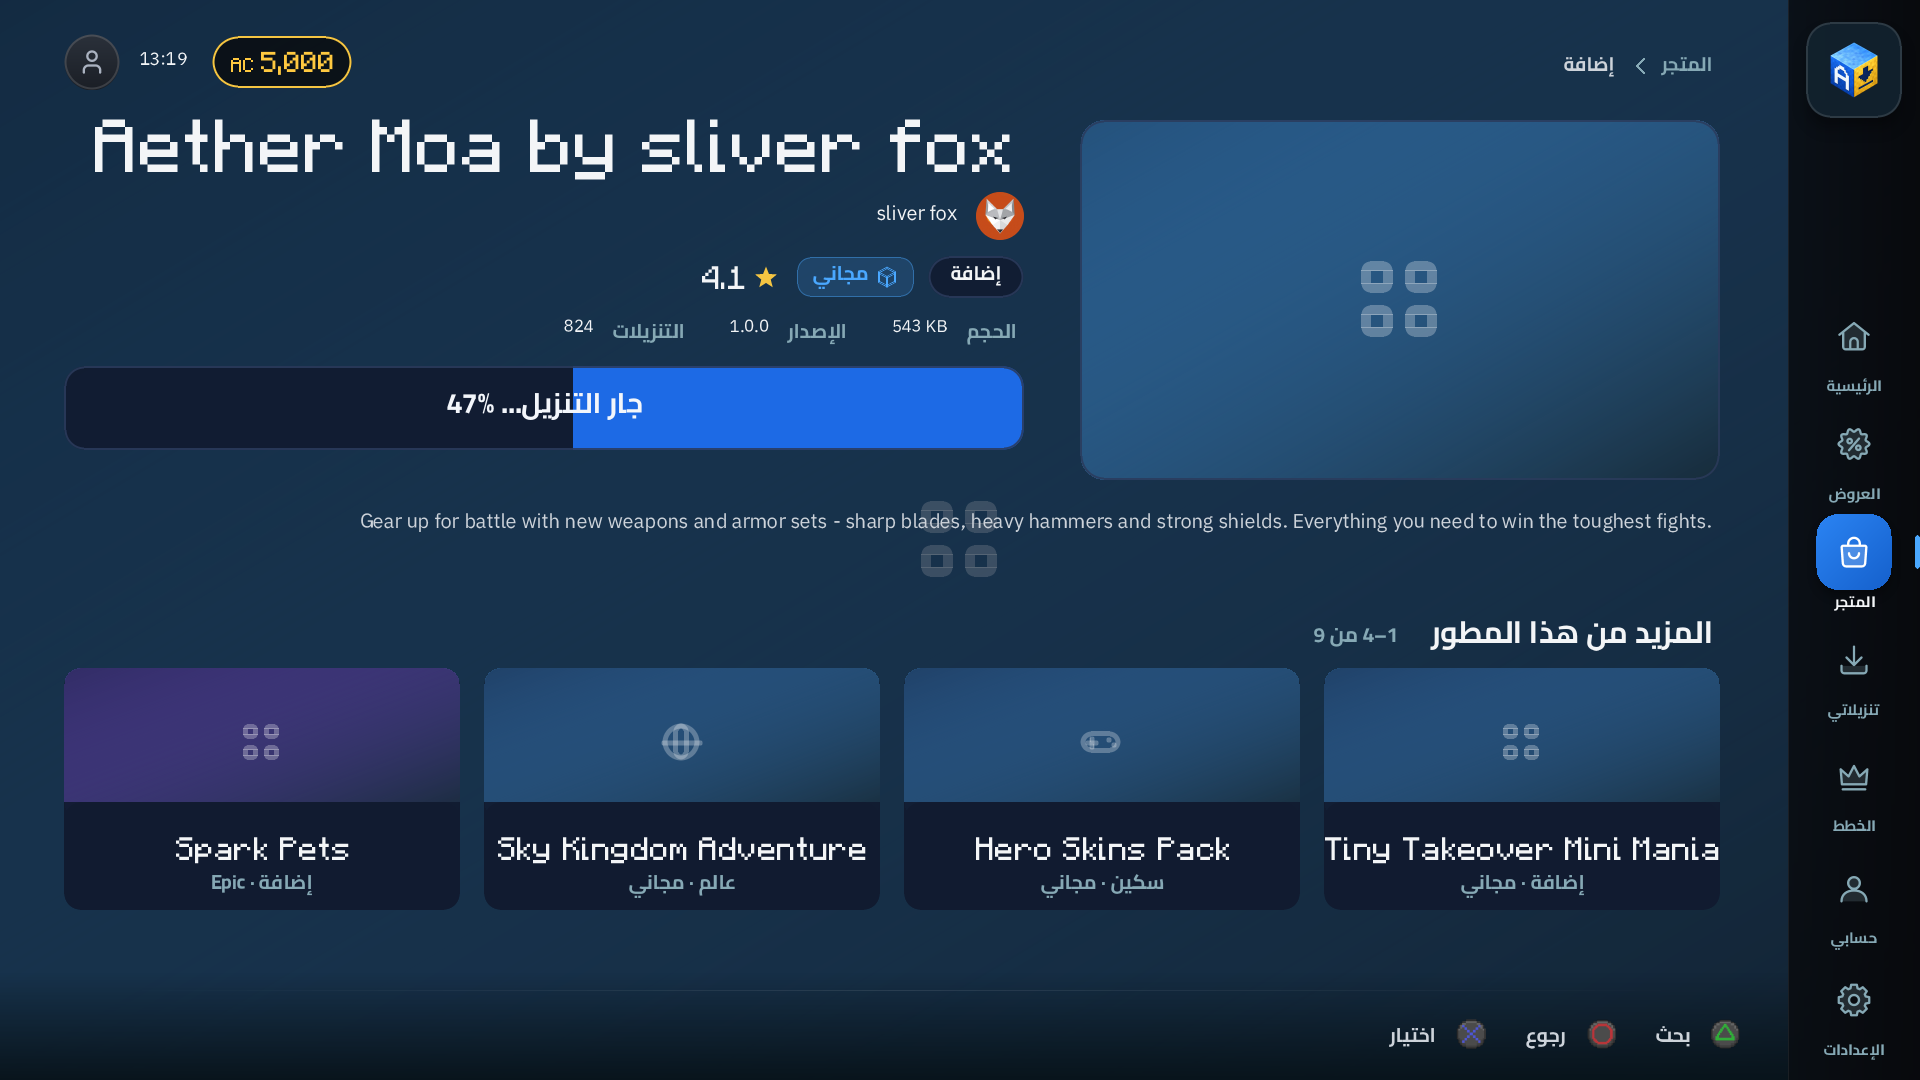 المتجر > إضافة
13:19
AC 5,000
Aether Moa by sliver fox
sliver fox
إضافة مجاني 4.1
الحجم 543 KB الإصدار 1.0.0 التنزيلات 824
جار التنزيل... 47%
Gear up for battle with new weapons and armor sets - sharp blades, heavy hammers and strong shields. Everything you need to win the toughest fights.
المزيد من هذا المطور 1–4 من 9
Tiny Takeover Mini Mania
إضافة · مجاني
Hero Skins Pack
سكين · مجاني
Sky Kingdom Adventure
عالم · مجاني
Spark Pets
إضافة · Epic
بحث رجوع اختيار
الرئيسية
العروض
المتجر
تنزيلاتي
الخطط
حسابي
الإعدادات